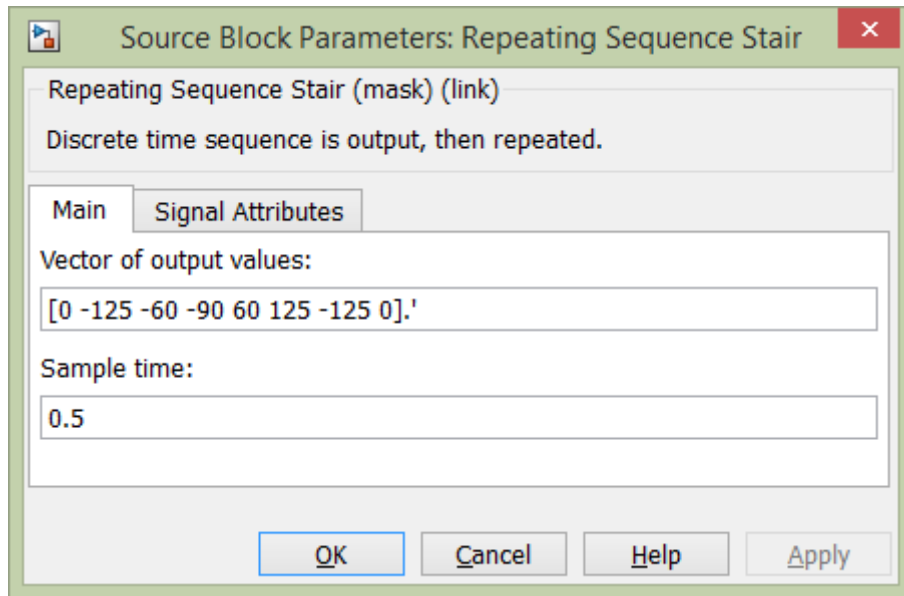 Source Block Parameters: Repeating Sequence Stair
Repeating Sequence Stair (mask) (link)
Discrete time sequence is output, then repeated.
Main Signal Attributes
Vector of output values:
[0 -125 -60 -90 60 125 -125 0].'
Sample time:
0.5
OK Cancel Help Apply